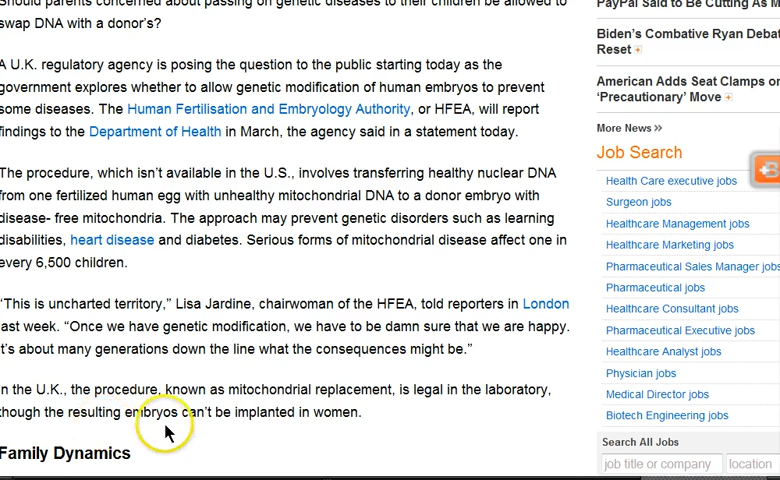 Should parents concerned about passing on genetic diseases to their children be allowed to
swap DNA with a donor's?
A U.K. regulatory agency is posing the question to the public starting today as the
government explores whether to allow genetic modification of human embryos to prevent
some diseases. The Human Fertilisation and Embryology Authority, or HFEA, will report
findings to the Department of Health in March, the agency said in a statement today.
The procedure, which isn't available in the U.S., involves transferring healthy nuclear DNA
from one fertilized human egg with unhealthy mitochondrial DNA to a donor embryo with
disease- free mitochondria. The approach may prevent genetic disorders such as learning
disabilities, heart disease and diabetes. Serious forms of mitochondrial disease affect one in
every 6,500 children.
"This is uncharted territory," Lisa Jardine, chairwoman of the HFEA, told reporters in London
last week. "Once we have genetic modification, we have to be damn sure that we are happy.
It's about many generations down the line what the consequences might be."
In the U.K., the procedure, known as mitochondrial replacement, is legal in the laboratory,
though the resulting embryos can't be implanted in women.
Family Dynamics
PayPal Said to Be Cutting As M
Biden's Combative Ryan Debat
Reset
American Adds Seat Clamps on
'Precautionary' Move
More News »
Job Search
Health Care executive jobs
Surgeon jobs
Healthcare Management jobs
Healthcare Marketing jobs
Pharmaceutical Sales Manager jobs
Pharmaceutical jobs
Healthcare Consultant jobs
Pharmaceutical Executive jobs
Healthcare Analyst jobs
Physician jobs
Medical Director jobs
Biotech Engineering jobs
Search All Jobs
job title or company
location